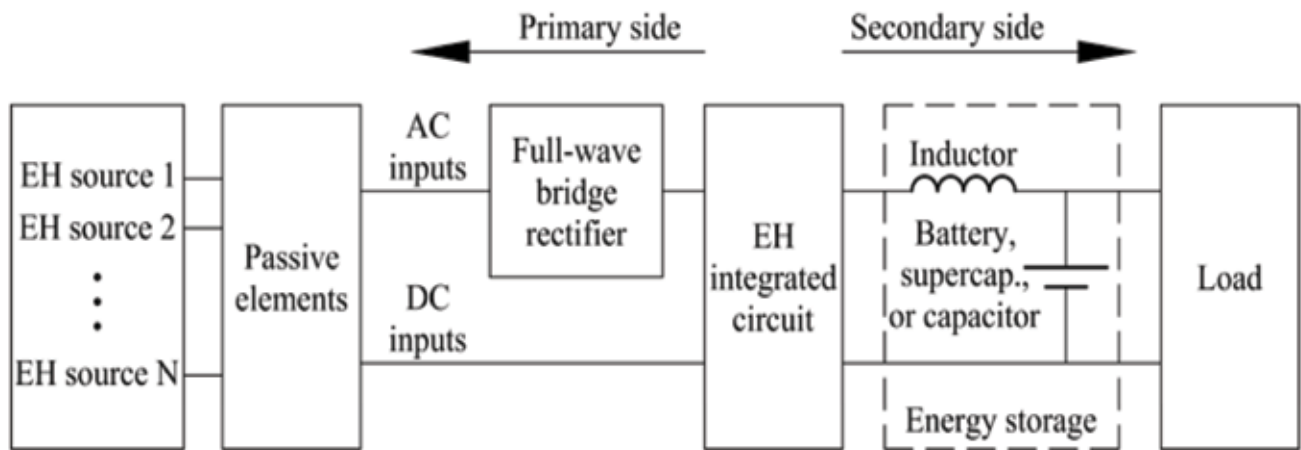 Primary side
Secondary side
EH source 1
EH source 2
EH source N
Passive
elements
AC
inputs
DC
inputs
Full-wave
bridge
rectifier
EH
integrated
circuit
Inductor
Battery,
supercap.,
or capacitor
Energy storage
Load